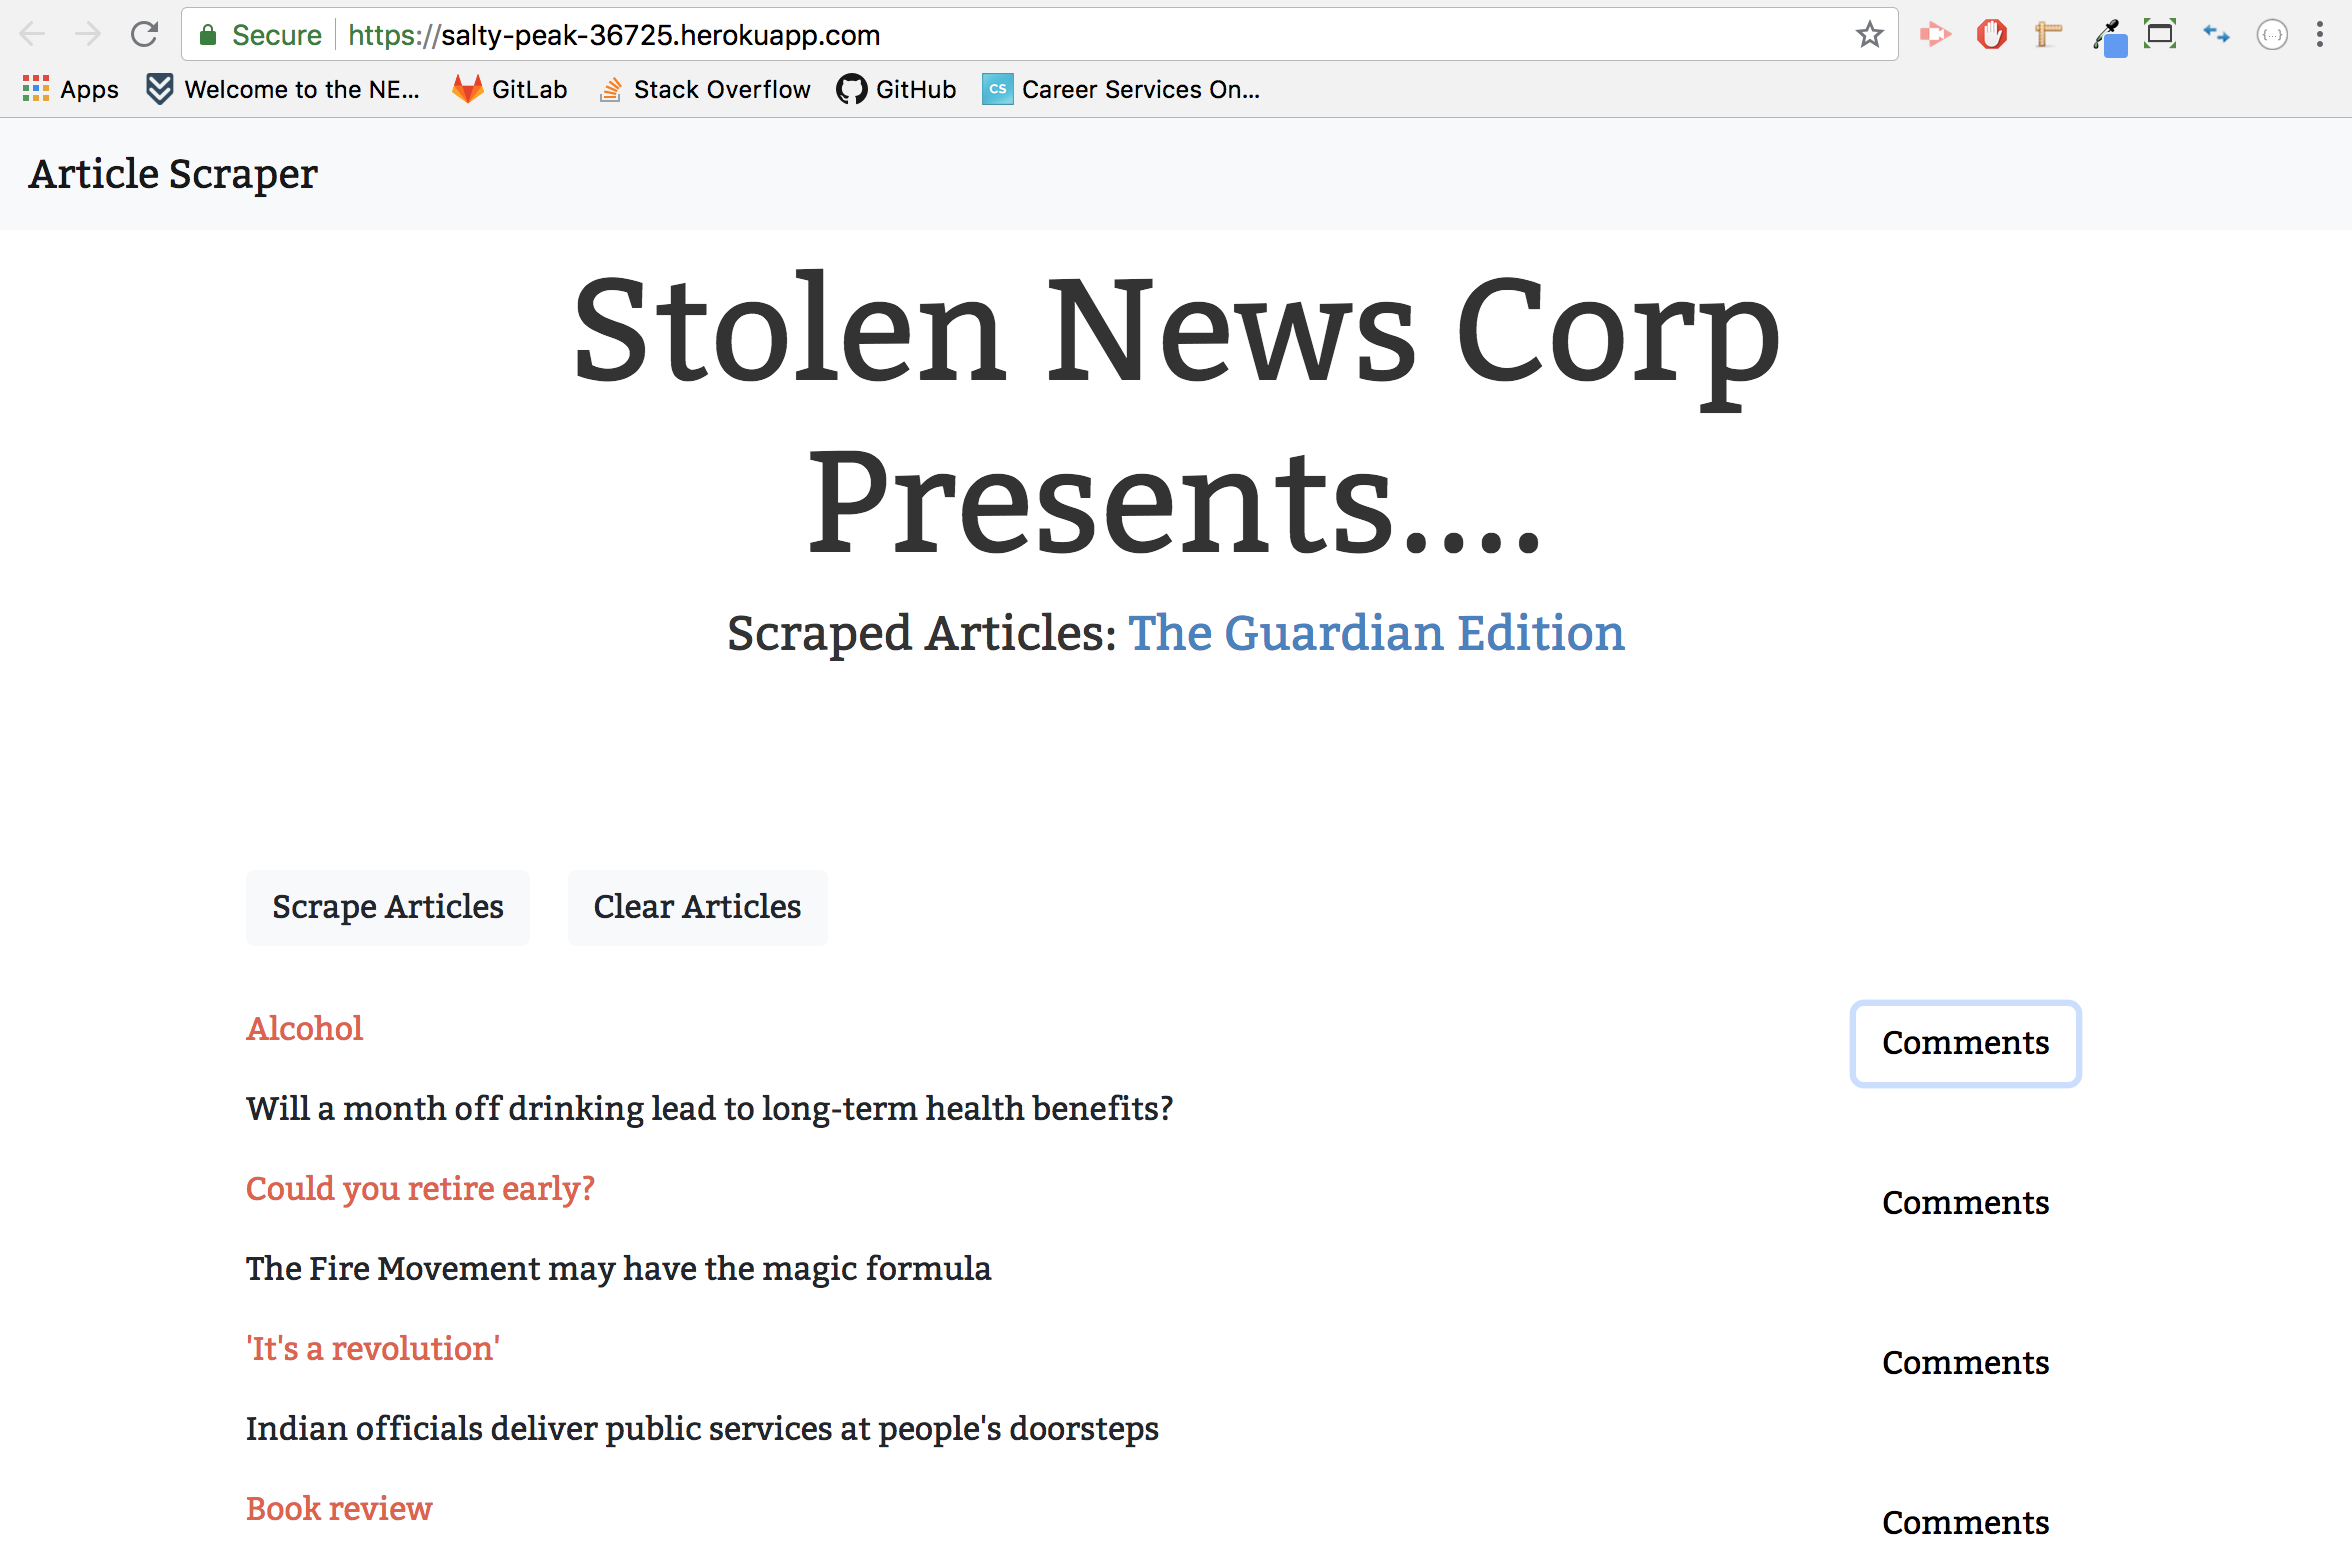 Secure https://salty-peak-36725.herokuapp.com {...}
Apps Welcome to the NE... GitLab Stack Overflow GitHub CS Career Services On...
Article Scraper
Stolen News Corp
Presents....
Scraped Articles: The Guardian Edition
Scrape Articles Clear Articles
Alcohol Comments
Will a month off drinking lead to long-term health benefits?
Could you retire early? Comments
The Fire Movement may have the magic formula
'It's a revolution' Comments
Indian officials deliver public services at people's doorsteps
Book review Comments